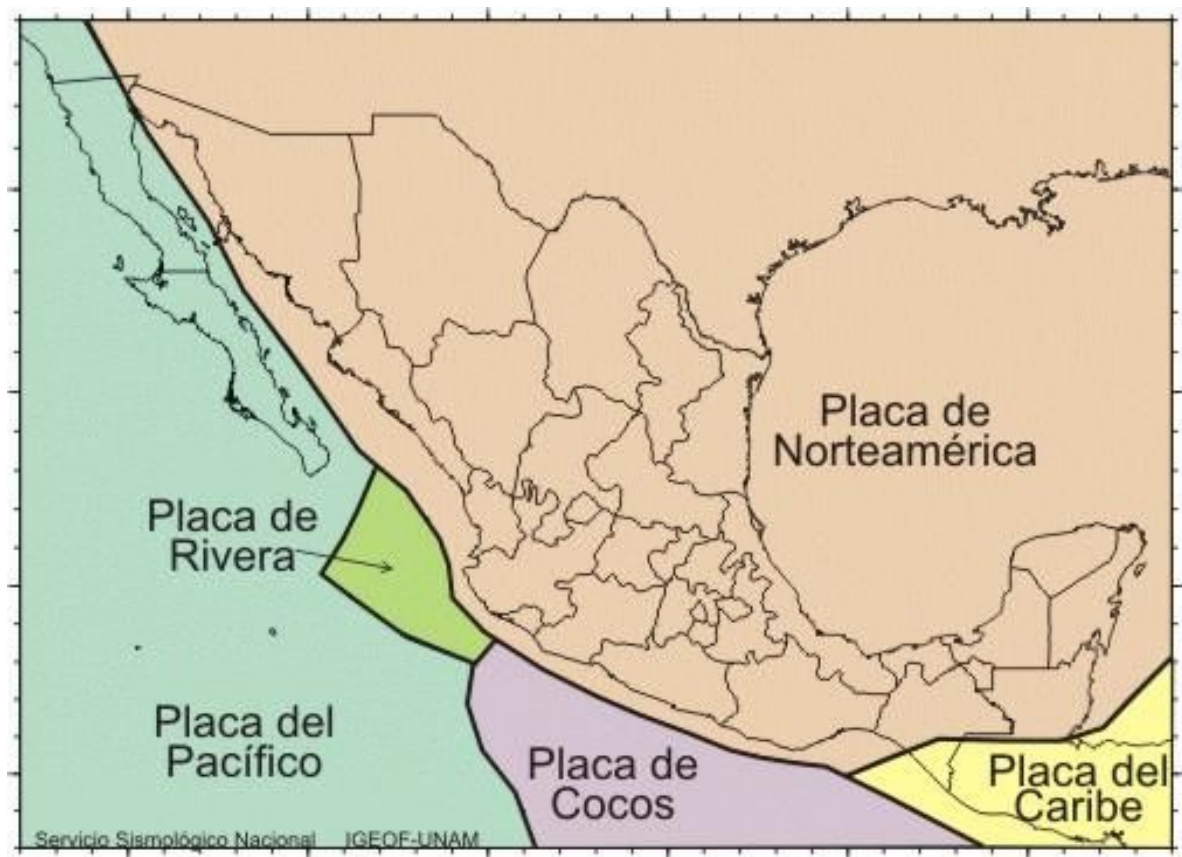 Placa de
Norteamérica
Placa de
Rivera
Placa del
Pacífico
Placa de
Cocos
Placa del
Caribe
Servicio Sismológico Nacional IGEOF-UNAM